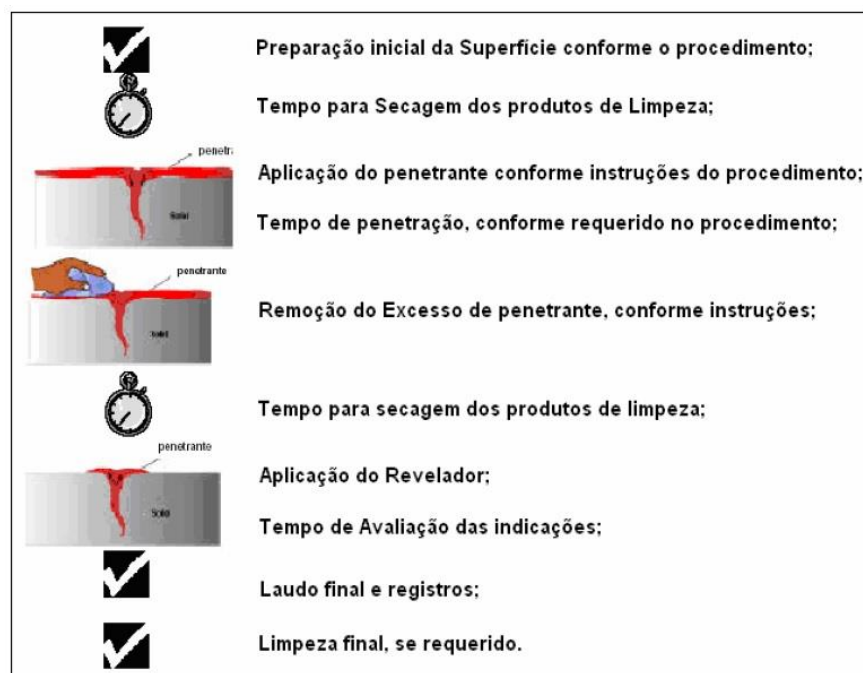 Preparação inicial da Superfície conforme o procedimento;
Tempo para Secagem dos produtos de Limpeza;
penetra
Aplicação do penetrante conforme instruções do procedimento;
Solid
Tempo de penetração, conforme requerido no procedimento;
penetrante
Remoção do Excesso de penetrante, conforme instruções;
Solid
Tempo para secagem dos produtos de limpeza;
penetrante
Aplicação do Revelador;
Solid
Tempo de Avaliação das indicações;
Laudo final e registros;
Limpeza final, se requerido.